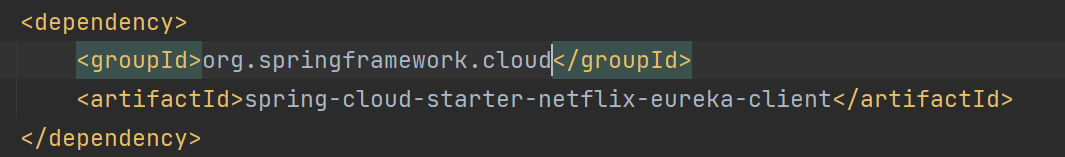 <dependency>
<groupId>org.springframework.cloud</groupId>
<artifactId>spring-cloud-starter-netflix-eureka-client</artifactId>
</dependency>